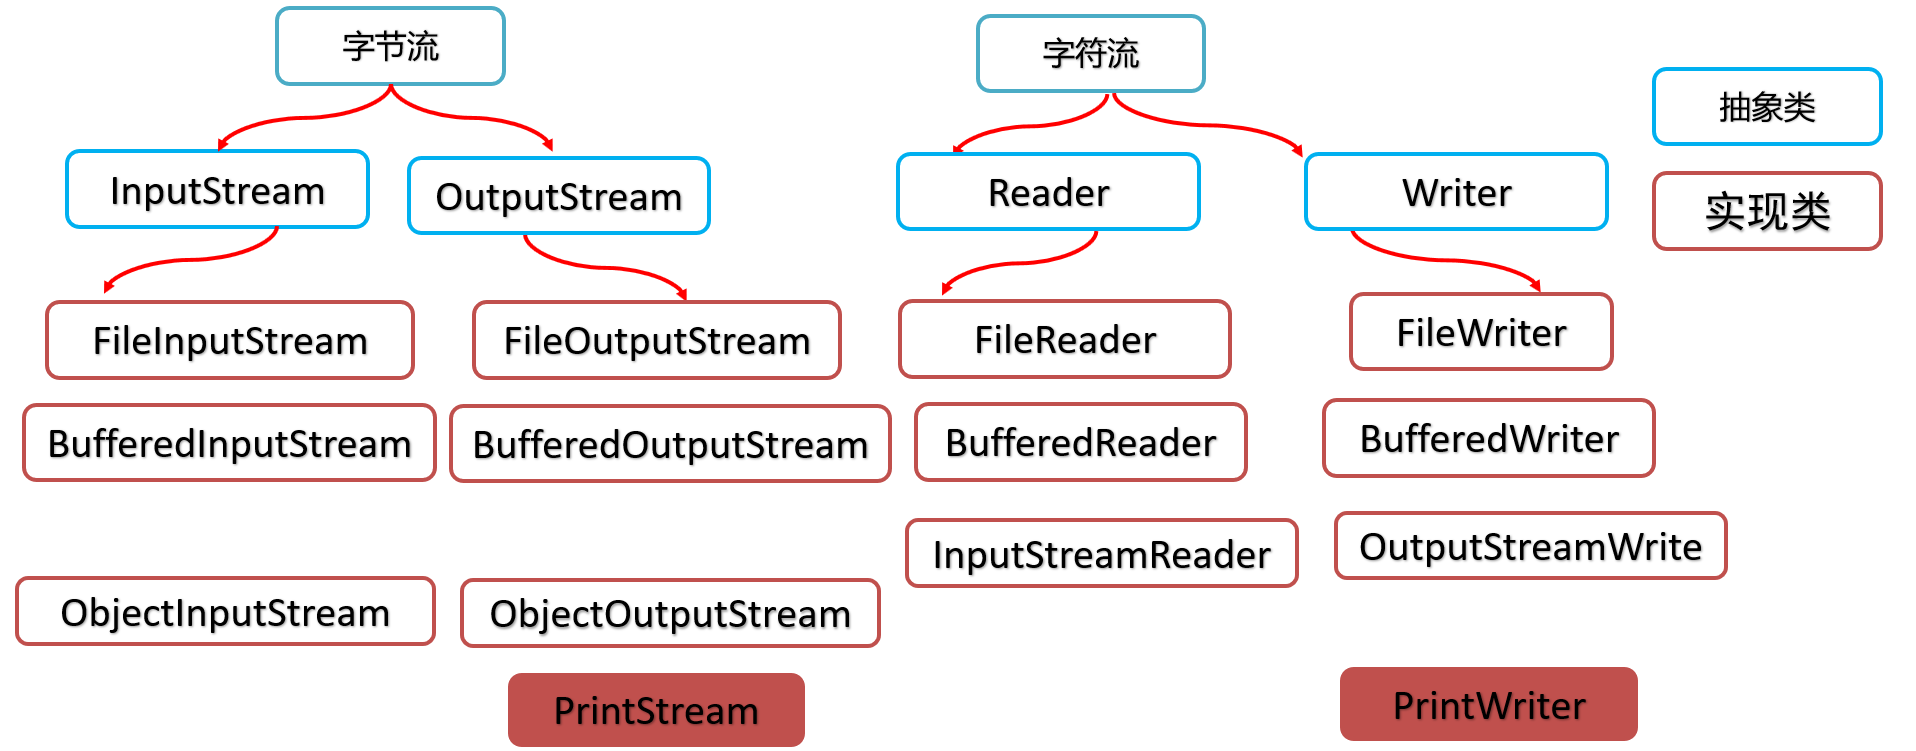 字节流
字符流
抽象类
InputStream
OutputStream
Reader
Writer
实现类
FileInputStream
FileOutputStream
FileReader
FileWriter
BufferedInputStream
BufferedOutputStream
BufferedReader
BufferedWriter
InputStreamReader
OutputStreamWrite
ObjectInputStream
ObjectOutputStream
PrintStream
PrintWriter